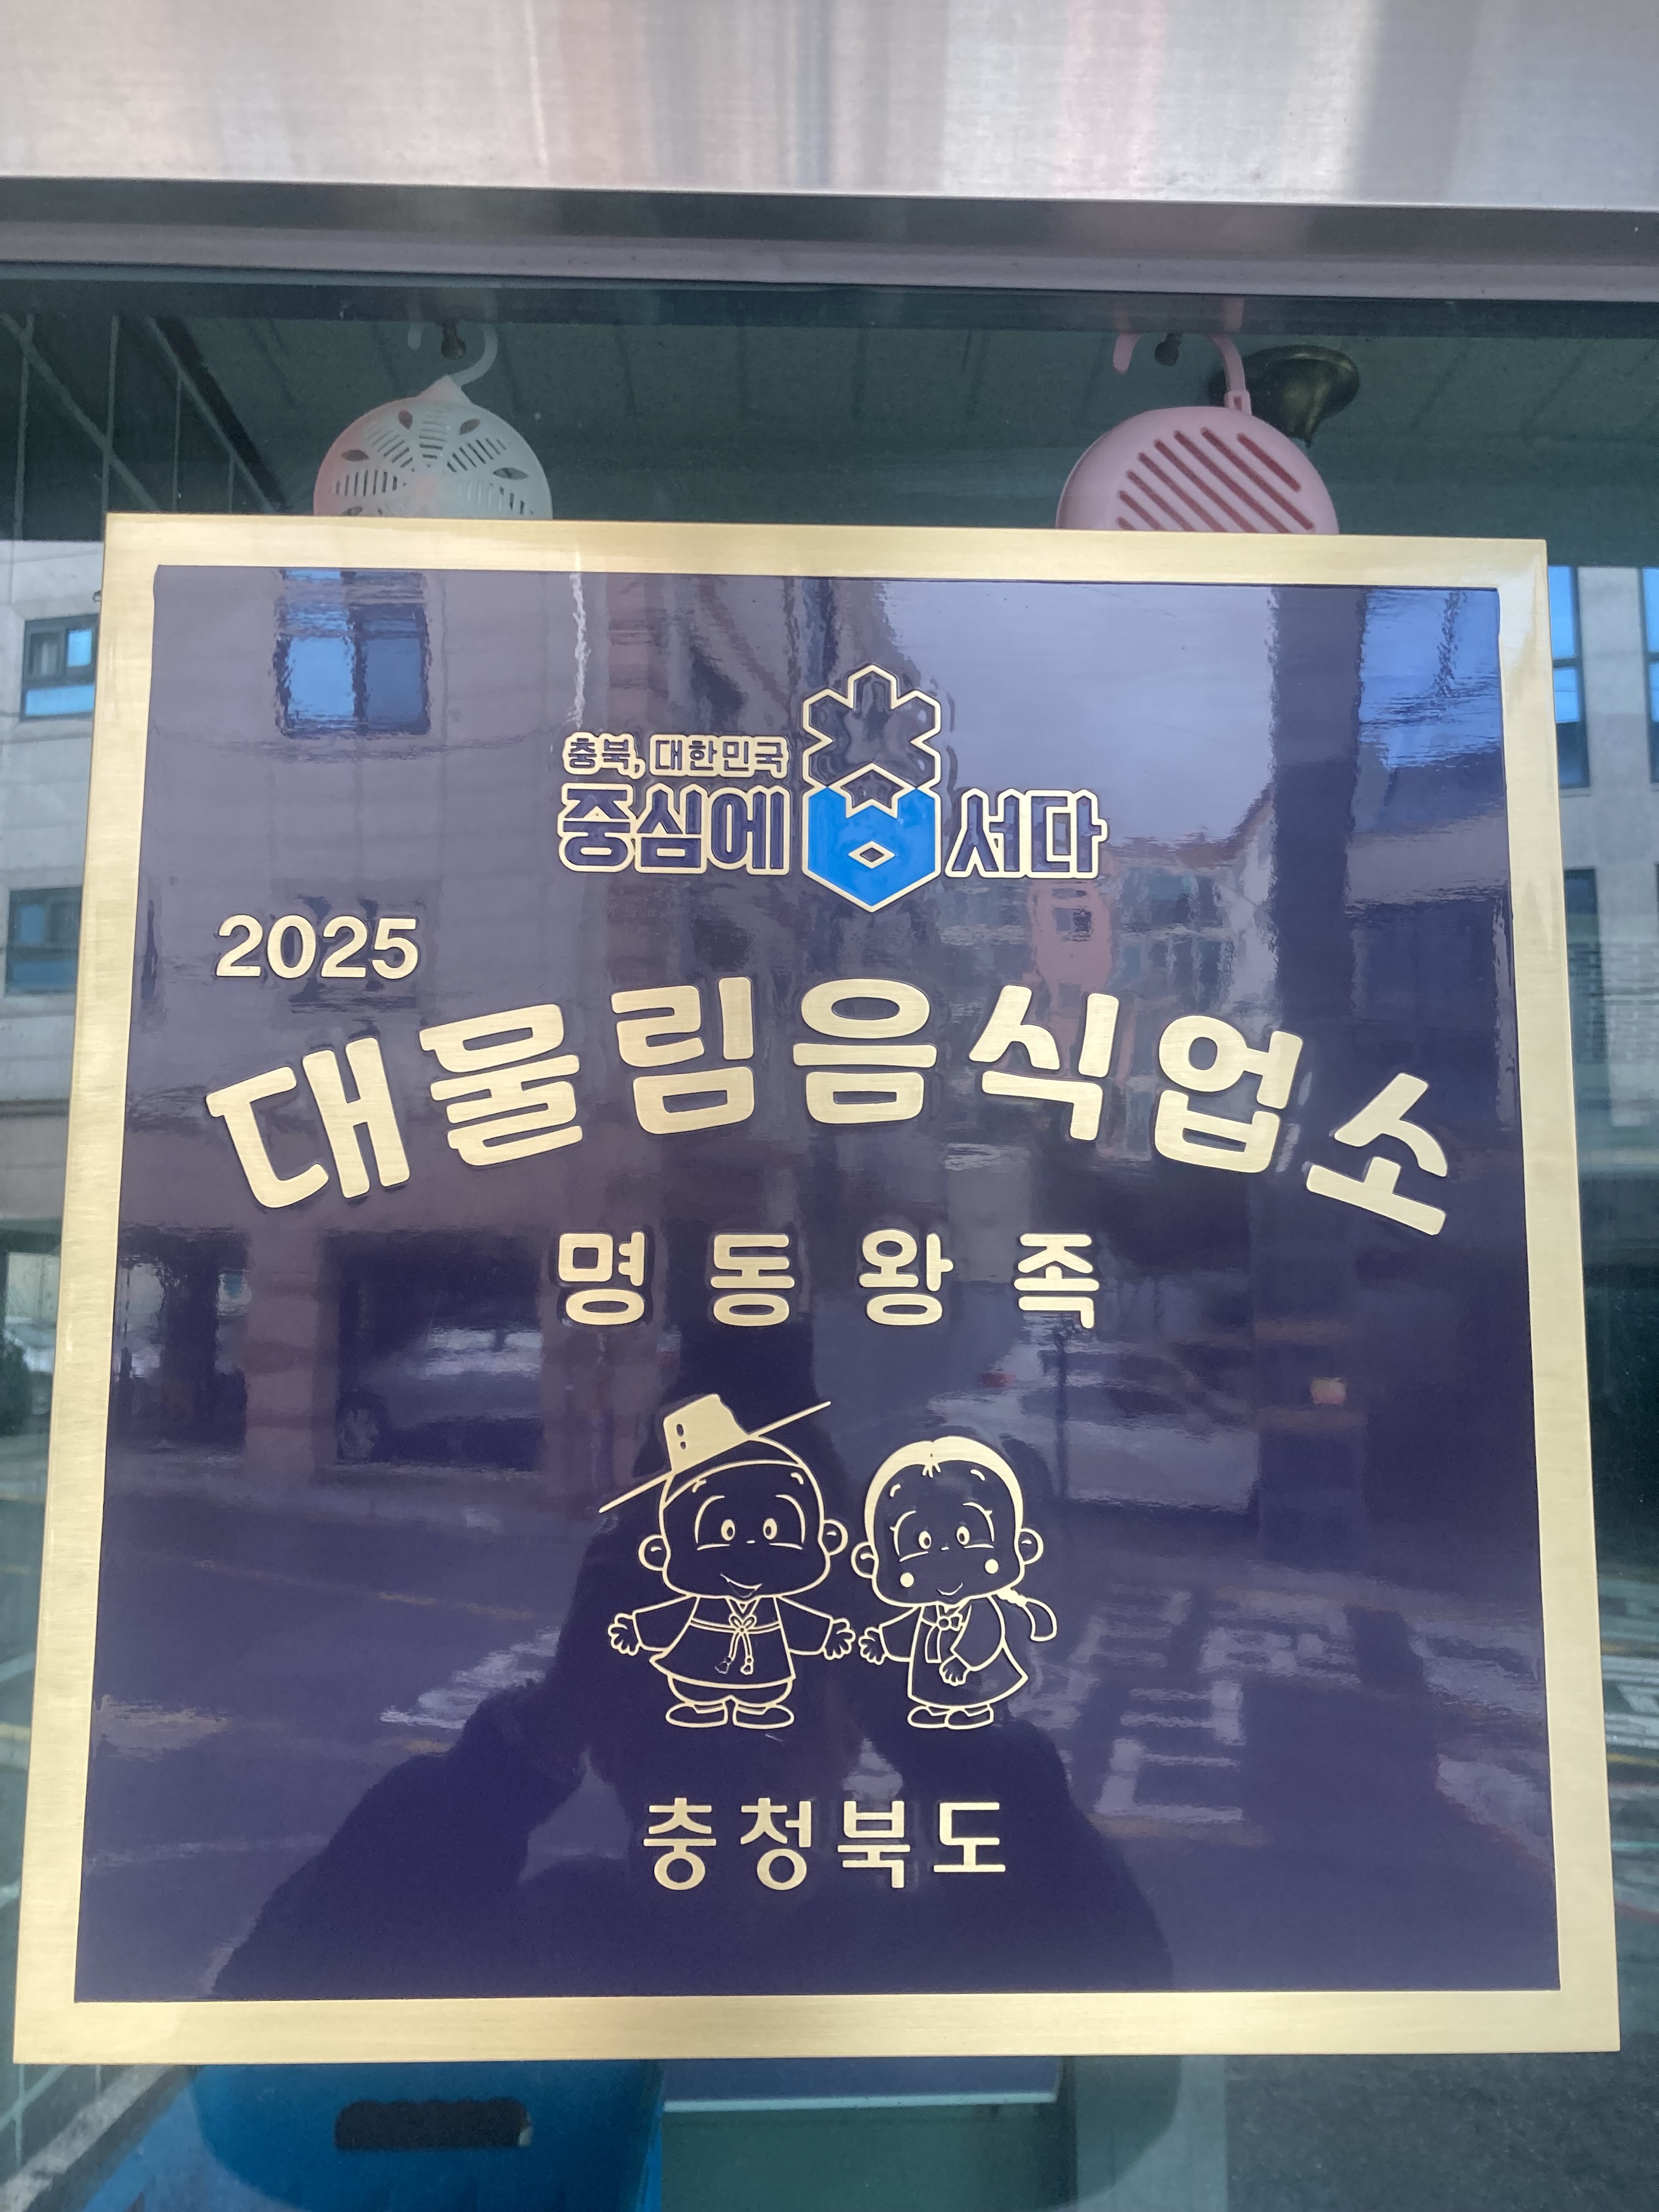 충북, 대한민국
중심에 서다
2025
대물림음식업소
명동왕족
충청북도